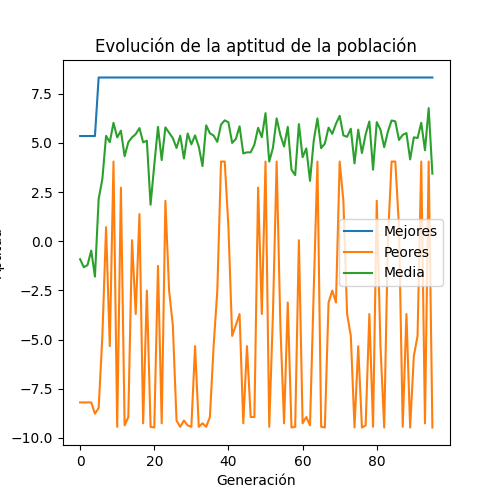 Evolución de la aptitud de la población
7.5
5.0
2.5
0.0
−2.5
−5.0
−7.5
−10.0
Mejores
Peores
Media
0 20 40 60 80
Generación